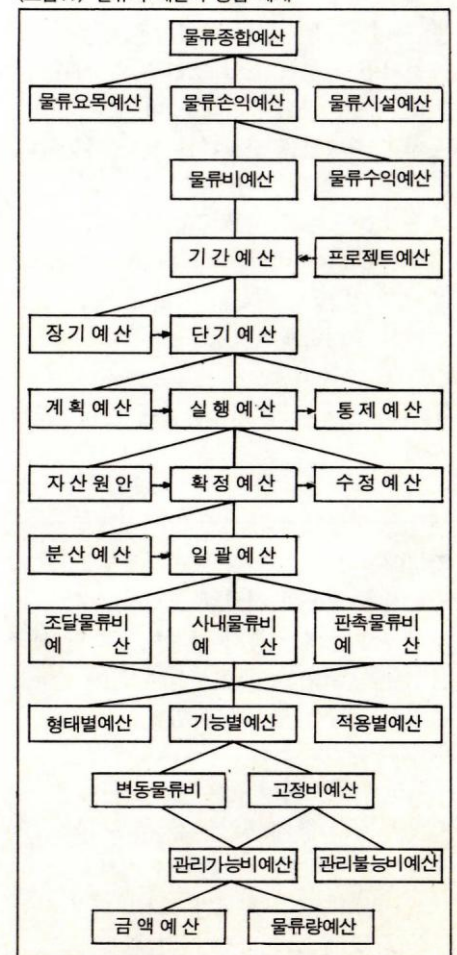 물류종합예산
물류요목예산 물류손익예산 물류시설예산
물류비예산 물류수익예산
기간예산 프로젝트예산
장기예산 단기예산
계획예산 실행예산 통제예산
자산원안 확정예산 수정예산
분산예산 일괄예산
조달물류비 사내물류비 판촉물류비
예 산 예 산 예 산
형태별예산 기능별예산 적용별예산
변동물류비 고정비예산
관리가능비예산 관리불능비예산
금액예산 물류량예산